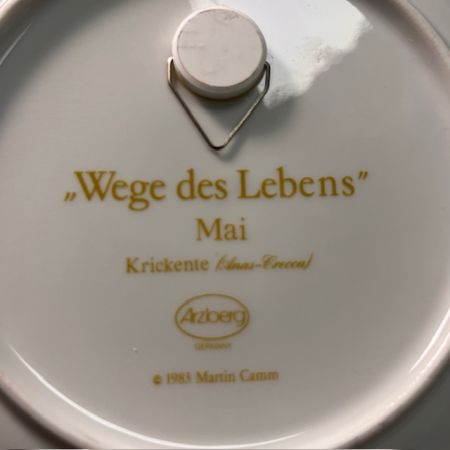 „Wege des Lebens"
Mai
Krickente (Anas-Crecca)
Arzberg
GERMANY
© 1983 Martin Camm